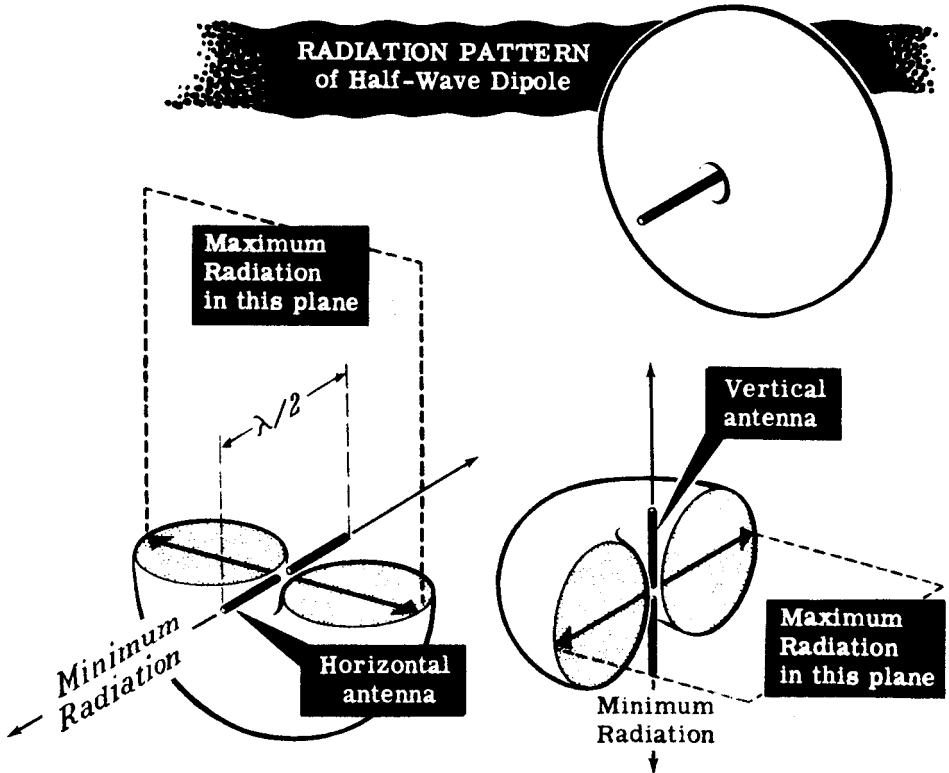 RADIATION PATTERN
of Half-Wave Dipole
Maximum
Radiation
in this plane
λ/2
Vertical
antenna
Minimum
Radiation
Horizontal
antenna
Maximum
Radiation
in this plane
Minimum
Radiation